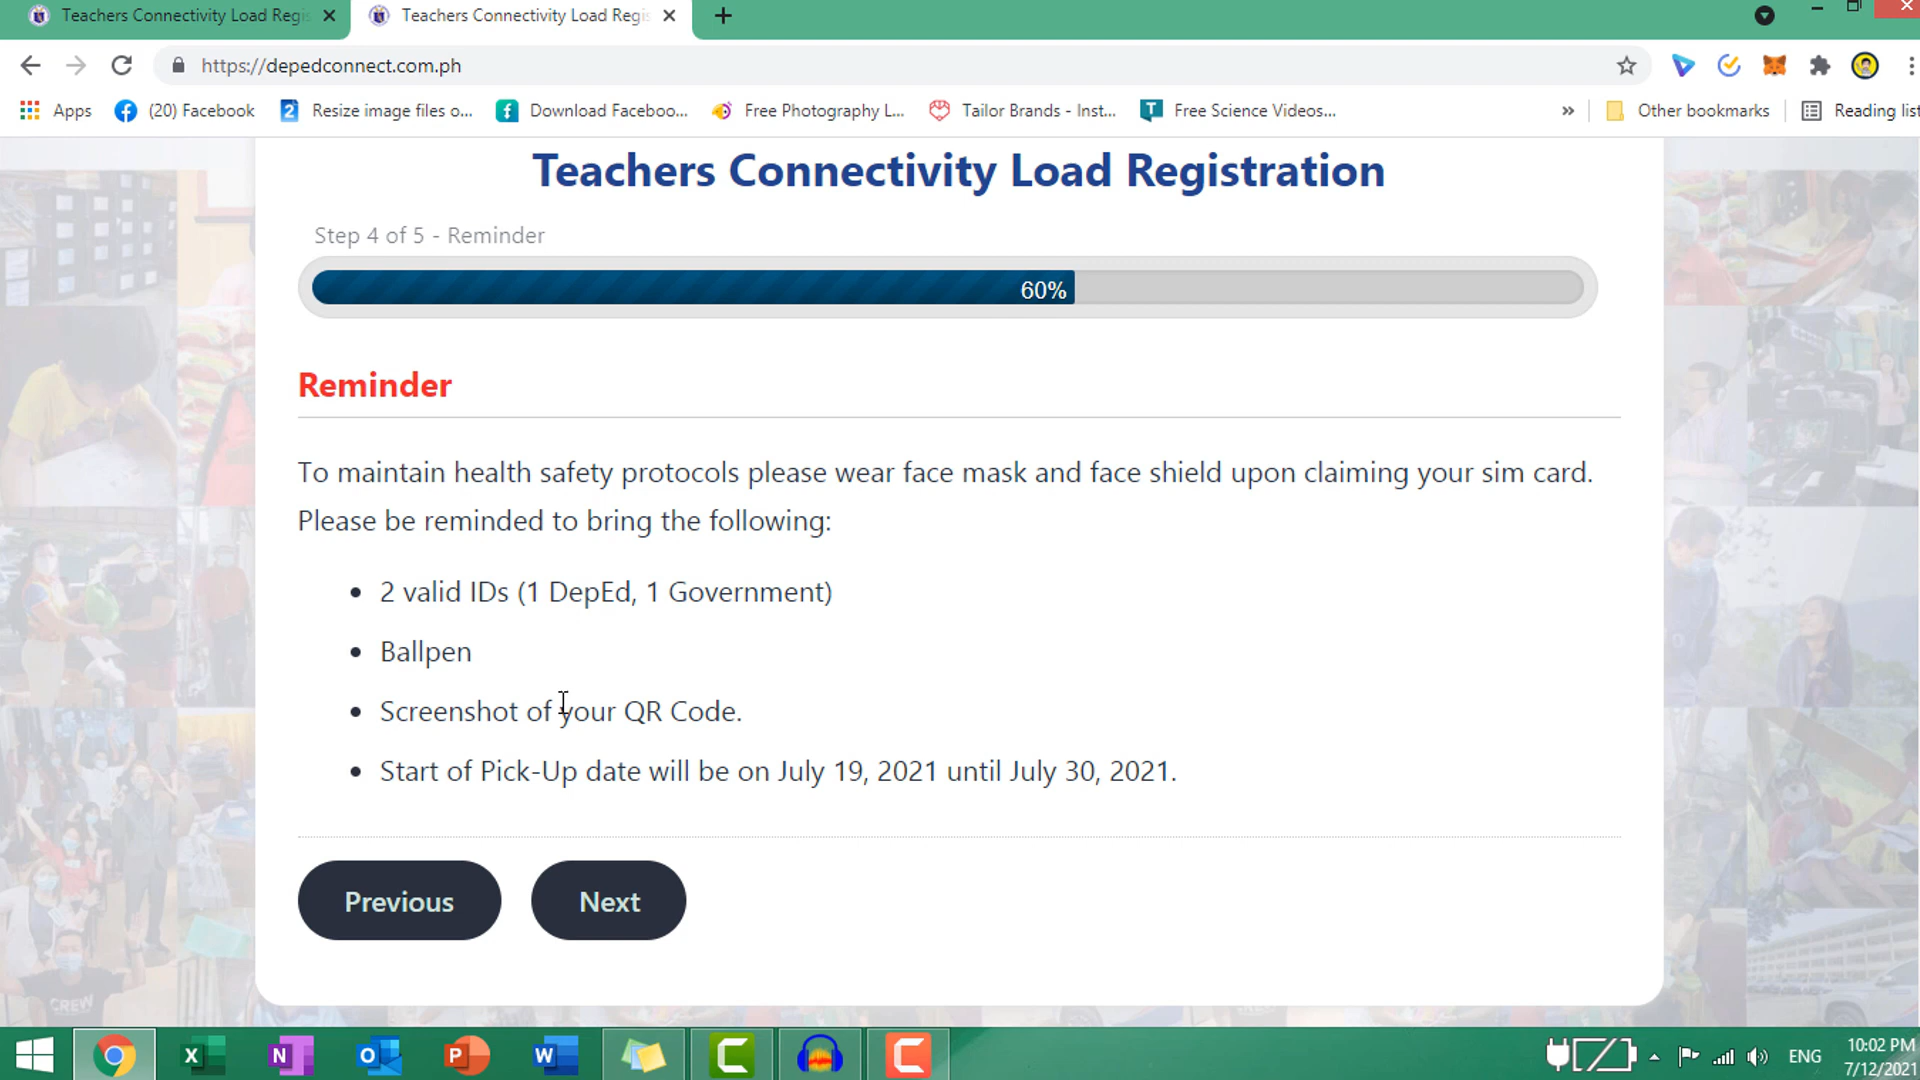 Teachers Connectivity Load Regis
Teachers Connectivity Load Regis
https://depedconnect.com.ph
Apps
(20) Facebook
Resize image files o...
Download Faceboo...
Free Photography L...
Tailor Brands - Inst...
Free Science Videos...
»
Other bookmarks
Reading list
Teachers Connectivity Load Registration
Step 4 of 5 - Reminder
60%
Reminder
To maintain health safety protocols please wear face mask and face shield upon claiming your sim card.
Please be reminded to bring the following:
• 2 valid IDs (1 DepEd, 1 Government)
• Ballpen
• Screenshot of your QR Code.
• Start of Pick-Up date will be on July 19, 2021 until July 30, 2021.
Previous
Next
CREW
ENG
10:02 PM
7/12/2021